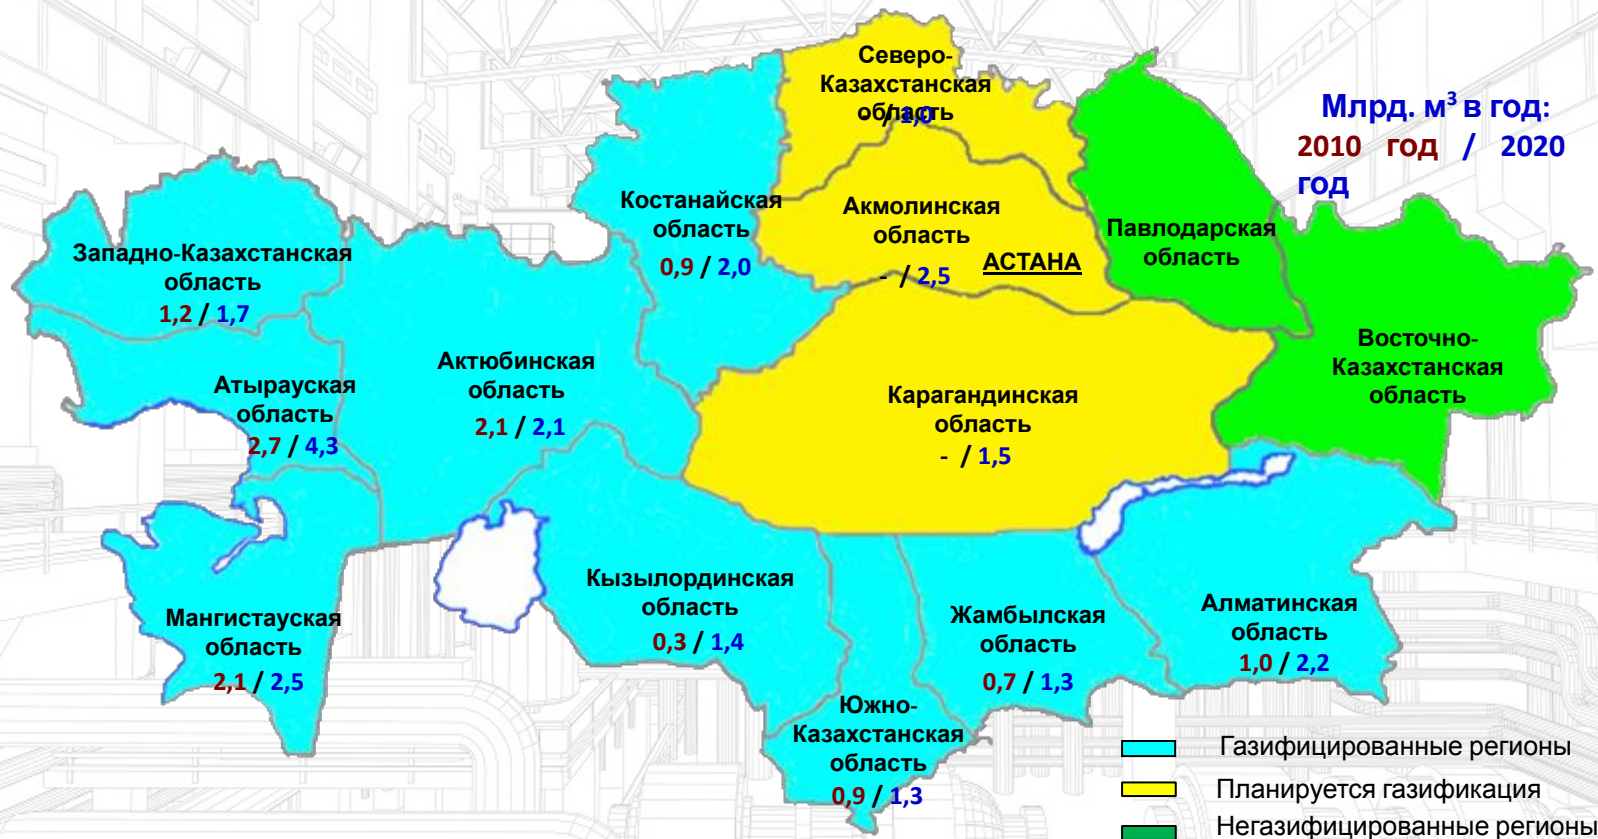 Северо-
Казахстанская
область
- / 1,0
Млрд. м³ в год:
2010 год / 2020
год
Костанайская
область
0,9 / 2,0
Акмолинская
область
- / 2,5
АСТАНА
Павлодарская
область
Западно-Казахстанская
область
1,2 / 1,7
Атырауская
область
2,7 / 4,3
Актюбинская
область
2,1 / 2,1
Карагандинская
область
- / 1,5
Восточно-
Казахстанская
область
Мангистауская
область
2,1 / 2,5
Кызылординская
область
0,3 / 1,4
Жамбылская
область
0,7 / 1,3
Алматинская
область
1,0 / 2,2
Южно-
Казахстанская
область
0,9 / 1,3
Газифицированные регионы
Планируется газификация
Негазифицированные регионы